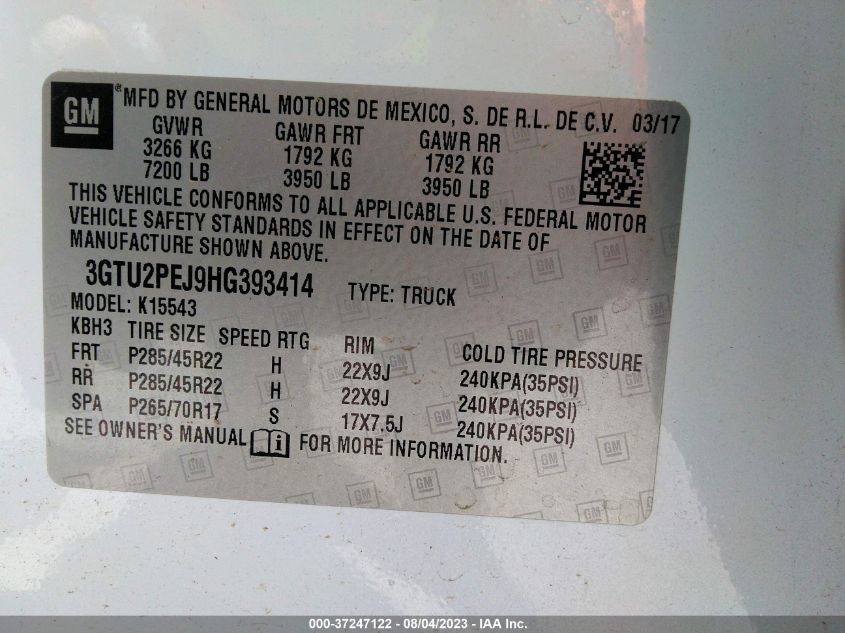 GM ® MFD BY GENERAL MOTORS DE MEXICO, S. DE R.L. DE C.V. 03/17
GVWR GAWR FRT GAWR RR
3266 KG 1792 KG 1792 KG
7200 LB 3950 LB 3950 LB
THIS VEHICLE CONFORMS TO ALL APPLICABLE U.S. FEDERAL MOTOR
VEHICLE SAFETY STANDARDS IN EFFECT ON THE DATE OF
MANUFACTURE SHOWN ABOVE.
3GTU2PEJ9HG393414 TYPE: TRUCK
MODEL: K15543
KBH3 TIRE SIZE SPEED RTG RIM COLD TIRE PRESSURE
FRT P285/45R22 H 22X9J 240KPA(35PSI)
RR P285/45R22 H 22X9J 240KPA(35PSI)
SPA P265/70R17 S 17X7.5J 240KPA(35PSI)
SEE OWNER'S MANUAL i FOR MORE INFORMATION.
000-37247122 - 08/04/2023 - IAA Inc.